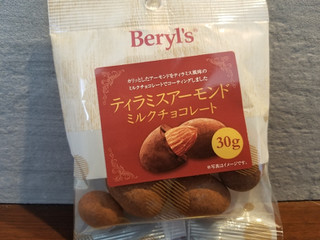 Beryl's
カリッとしたアーモンドをティラミス風味の
ミルクチョコレートでコーティングしました
ティラミスアーモンド
ミルクチョコレート
30g
※写真はイメージです。